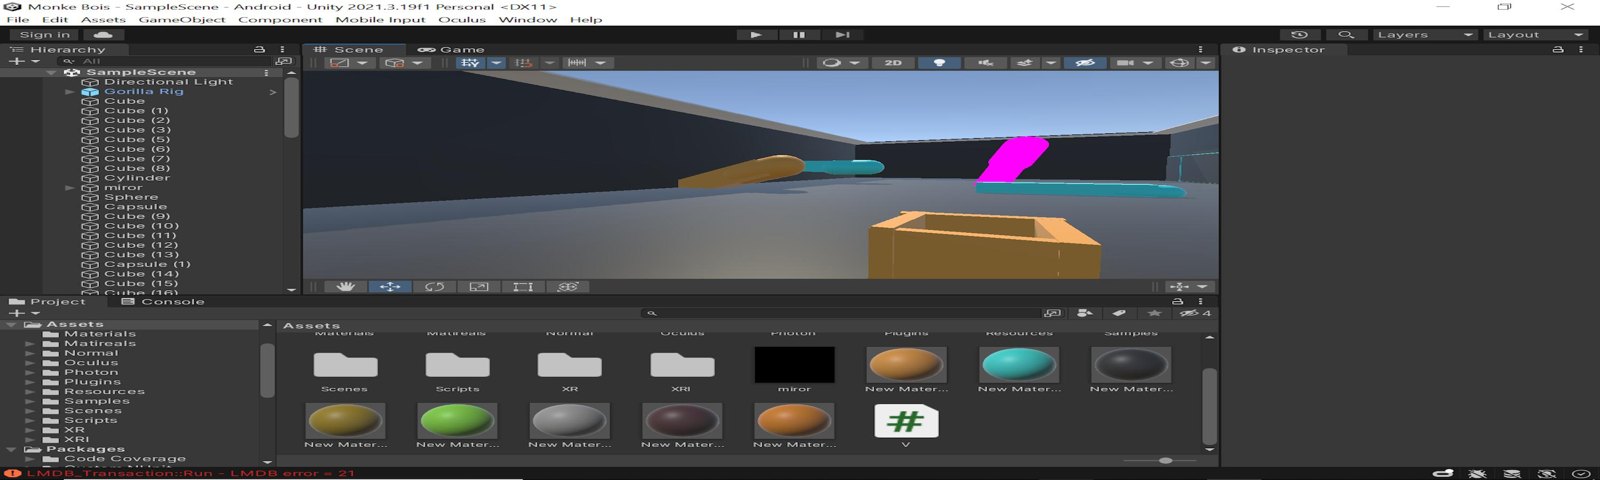 Monke Bois - SampleScene - Android - Unity 2021.3.19f1 Personal <DX11>
File Edit Assets GameObject Component Mobile Input Oculus Window Help
Sign in Layers Layout
Hierarchy Scene Game Inspector
All 2D
SampleScene
Directional Light
Gorilla Rig
Cube
Cube (1)
Cube (2)
Cube (3)
Cube (5)
Cube (6)
Cube (7)
Cube (8)
Cylinder
miror
Sphere
Capsule
Cube (9)
Cube (10)
Cube (11)
Cube (12)
Cube (13)
Capsule (1)
Cube (14)
Cube (15)
Cube (16)
Project Console
4
Assets
Materials
Matireals
Normal
Oculus
Photon
Plugins
Resources
Samples
Scenes
Scripts
XR
XRI
Packages
Code Coverage
Custom NUnit
Assets
Materials Matireals Normal Oculus Photon Plugins Resources Samples
Scenes Scripts XR XRI miror New Mater... New Mater... New Mater...
New Mater... New Mater... New Mater... New Mater... New Mater... V
LMDB_Transaction::Run - LMDB error = 21